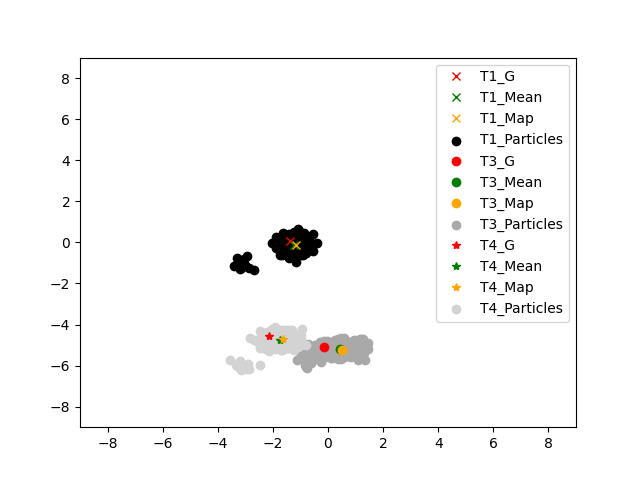 8
6
4
2
0
−2
−4
−6
−8
−8 −6 −4 −2 0 2 4 6 8
T1_G
T1_Mean
T1_Map
T1_Particles
T3_G
T3_Mean
T3_Map
T3_Particles
T4_G
T4_Mean
T4_Map
T4_Particles